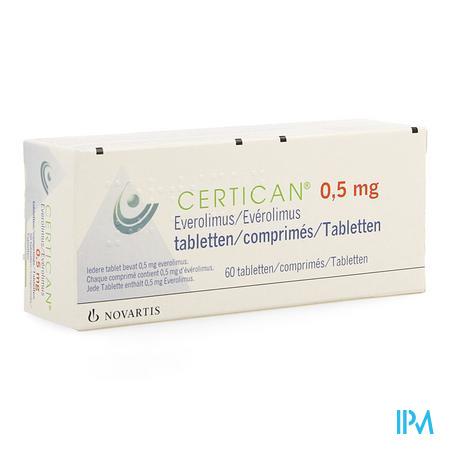 CERTICAN® 0,5 mg
Everolimus/Evérolimus
tabletten/comprimés/Tabletten
Iedere tablet bevat 0,5 mg everolimus.
Chaque comprimé contient 0,5 mg d'évérolimus.
Jede Tablette enthält 0,5 mg Everolimus.
60 tabletten/comprimés/Tabletten
NOVARTIS
CERTICAN®
Everolimus/Evérolimus
0,5 mg
IPM